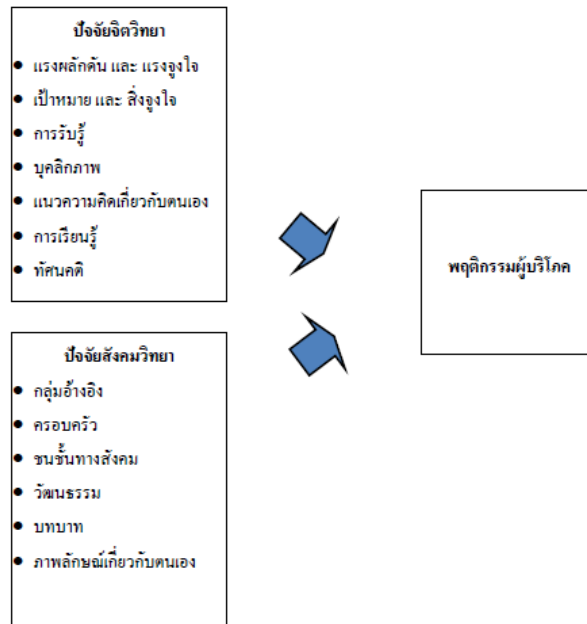 ปัจจัยจิตวิทยา
● แรงผลักดัน และ แรงจูงใจ
● เป้าหมาย และ สิ่งจูงใจ
● การรับรู้
● บุคลิกภาพ
● แนวความคิดเกี่ยวกับตนเอง
● การเรียนรู้
● ทัศนคติ
พฤติกรรมผู้บริโภค
ปัจจัยสังคมวิทยา
● กลุ่มอ้างอิง
● ครอบครัว
● ชนชั้นทางสังคม
● วัฒนธรรม
● บทบาท
● ภาพลักษณ์เกี่ยวกับตนเอง